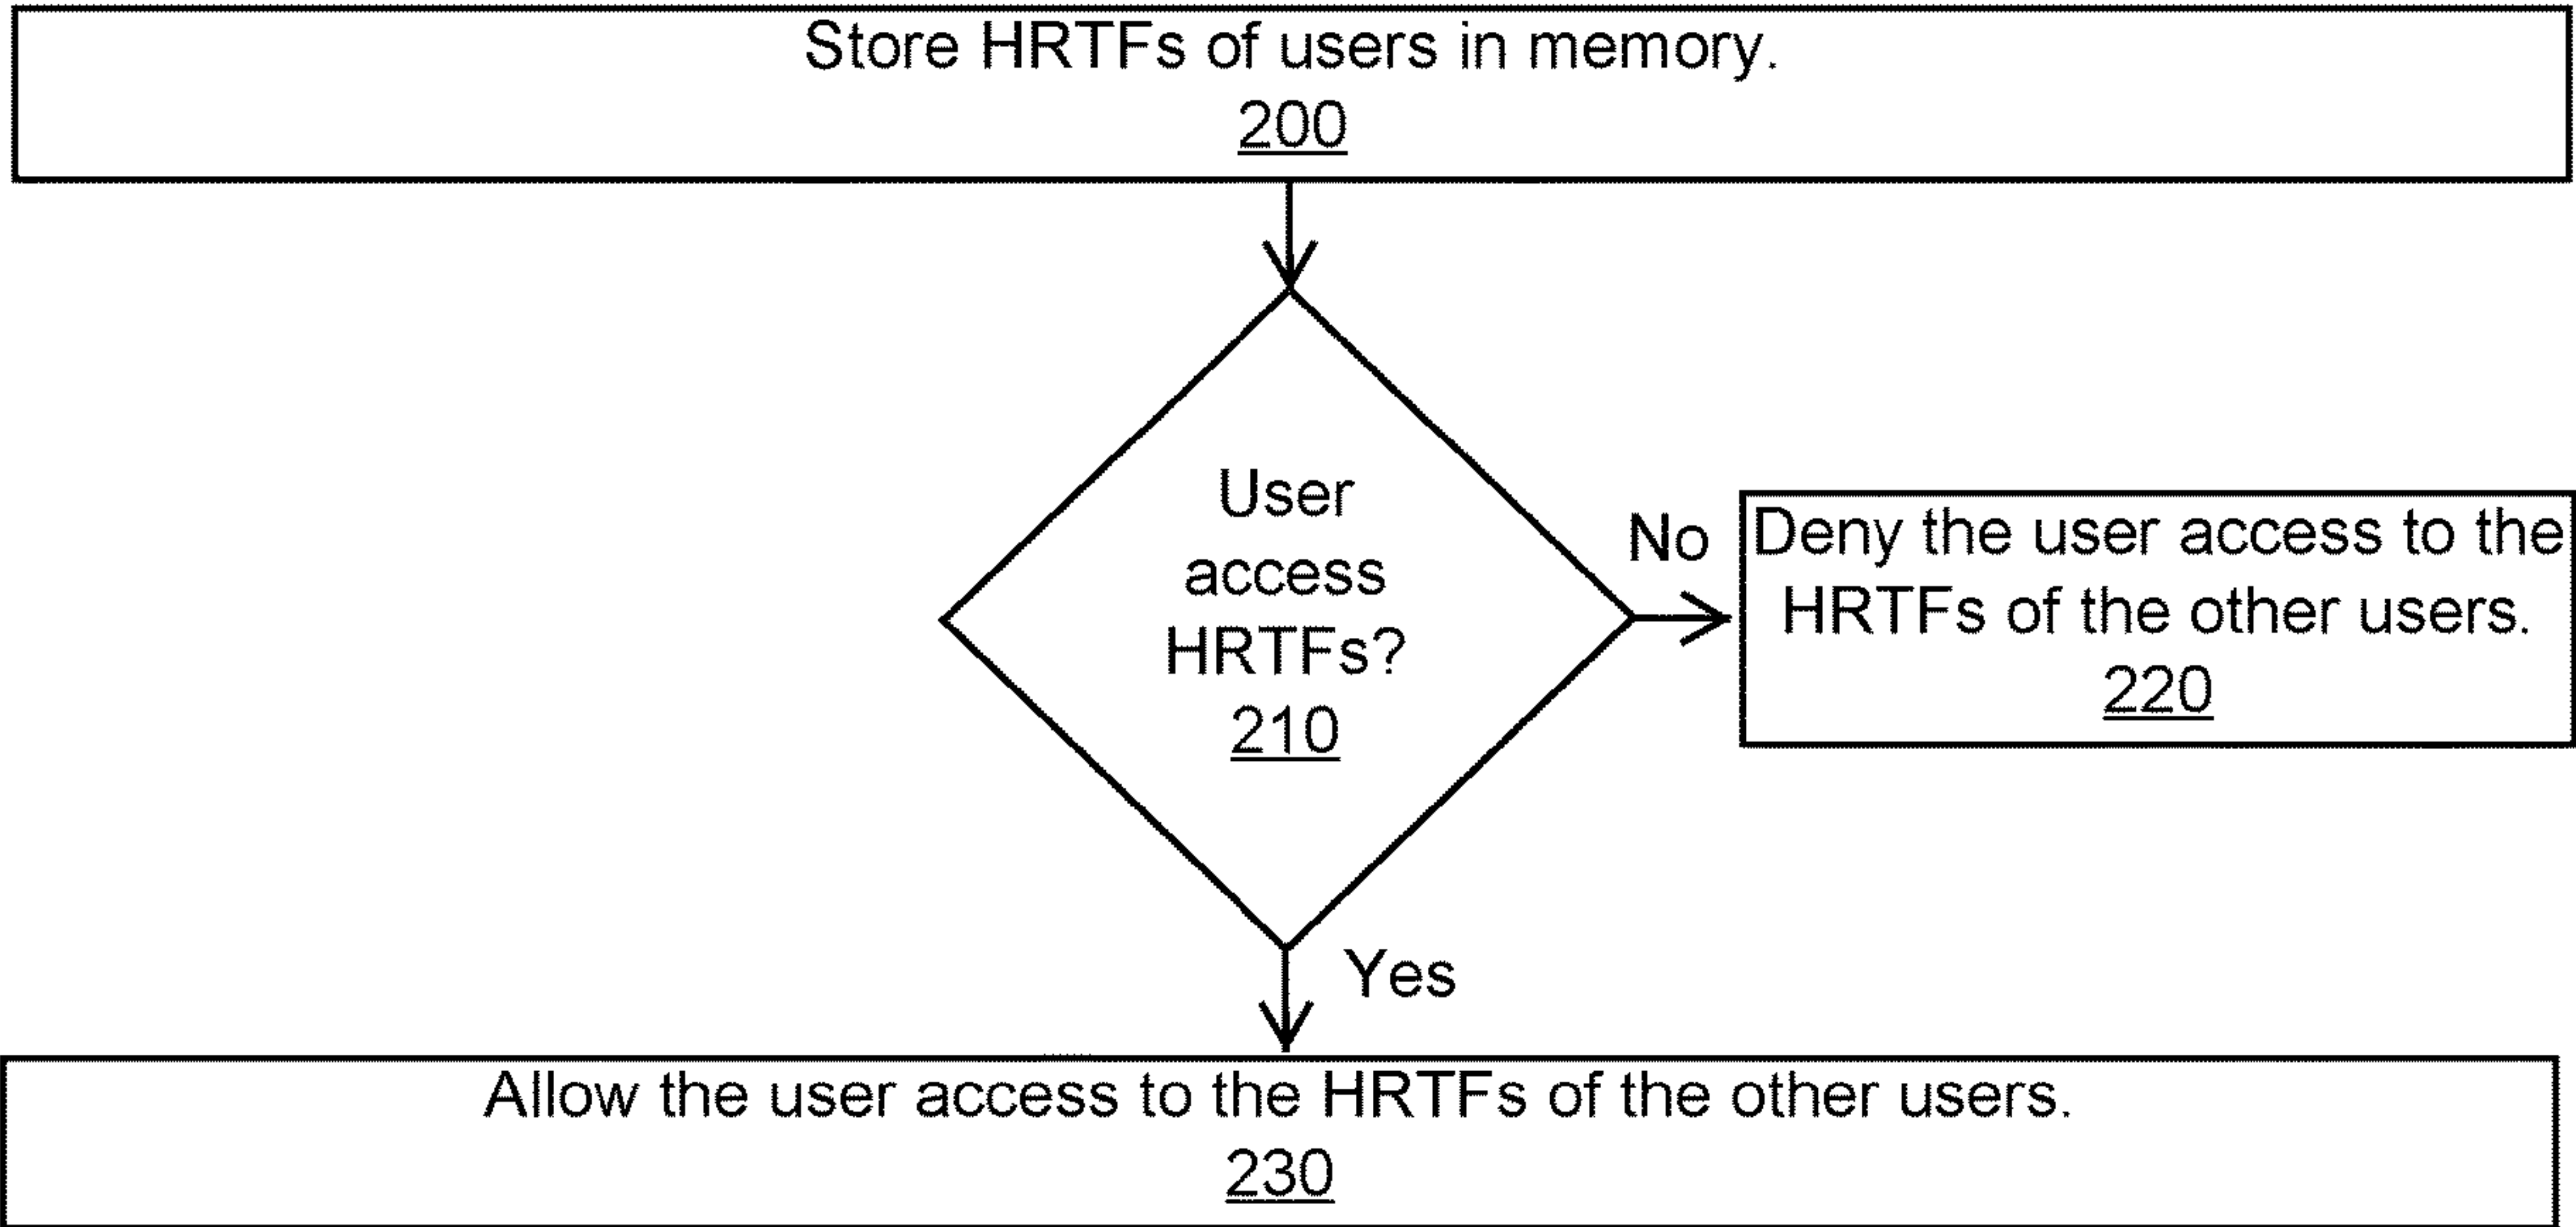 Store HRTFs of users in memory.
200
User
access
HRTFs?
210
No
Deny the user access to the
HRTFs of the other users.
220
Yes
Allow the user access to the HRTFs of the other users.
230